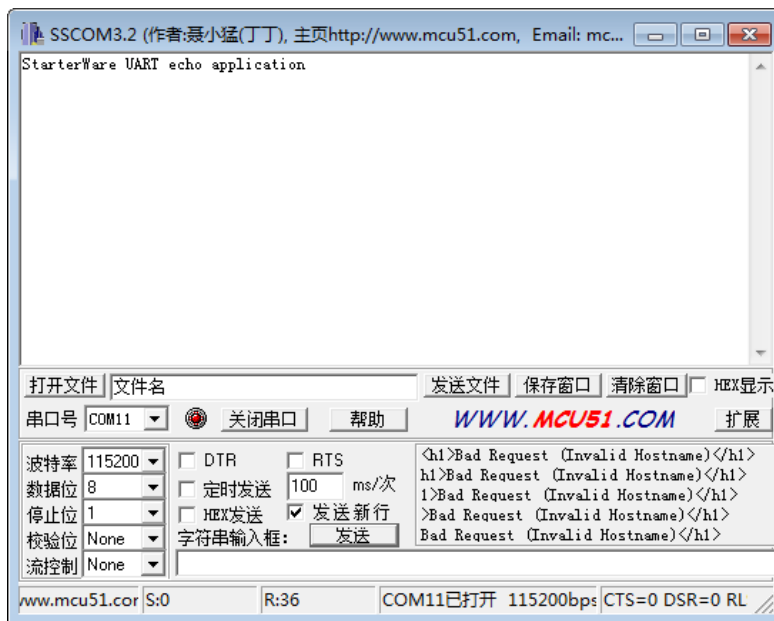 SSCOM3.2 (作者:聂小猛(丁丁), 主页http://www.mcu51.com, Email: mc...
StarterWare UART echo application
打开文件 文件名 发送文件 保存窗口 清除窗口 HEX显示
串口号 COM11 关闭串口 帮助 WWW.MCU51.COM 扩展
波特率 115200 DTR RTS
数据位 8 定时发送 100 ms/次
停止位 1 HEX发送 发送新行
校验位 None 字符串输入框: 发送
流控制 None
<h1>Bad Request (Invalid Hostname)</h1>
h1>Bad Request (Invalid Hostname)</h1>
1>Bad Request (Invalid Hostname)</h1>
>Bad Request (Invalid Hostname)</h1>
Bad Request (Invalid Hostname)</h1>
www.mcu51.cor S:0 R:36 COM11已打开 115200bps CTS=0 DSR=0 RL